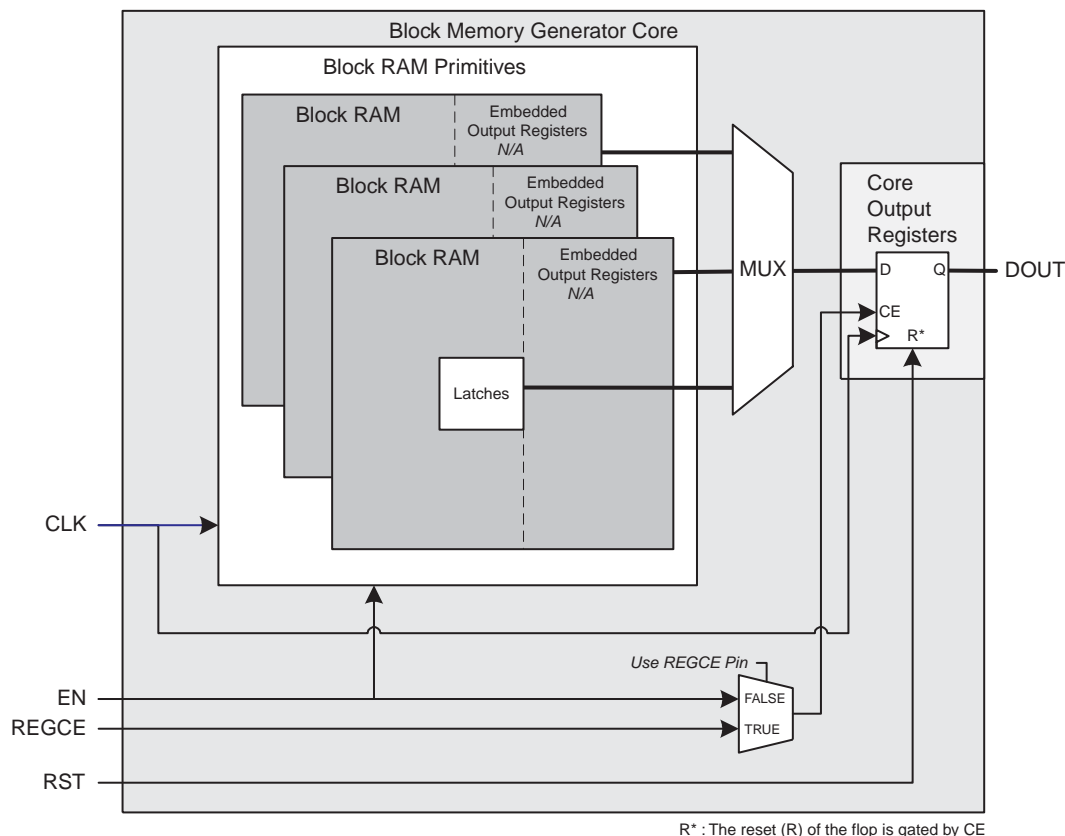 Block Memory Generator Core
Block RAM Primitives
Block RAM
Embedded
Output Registers
N/A
Block RAM
Embedded
Output Registers
N/A
Block RAM
Embedded
Output Registers
N/A
Latches
MUX
Core
Output
Registers
D
Q
CE
R*
DOUT
CLK
Use REGCE Pin
EN
FALSE
REGCE
TRUE
RST
R* : The reset (R) of the flop is gated by CE